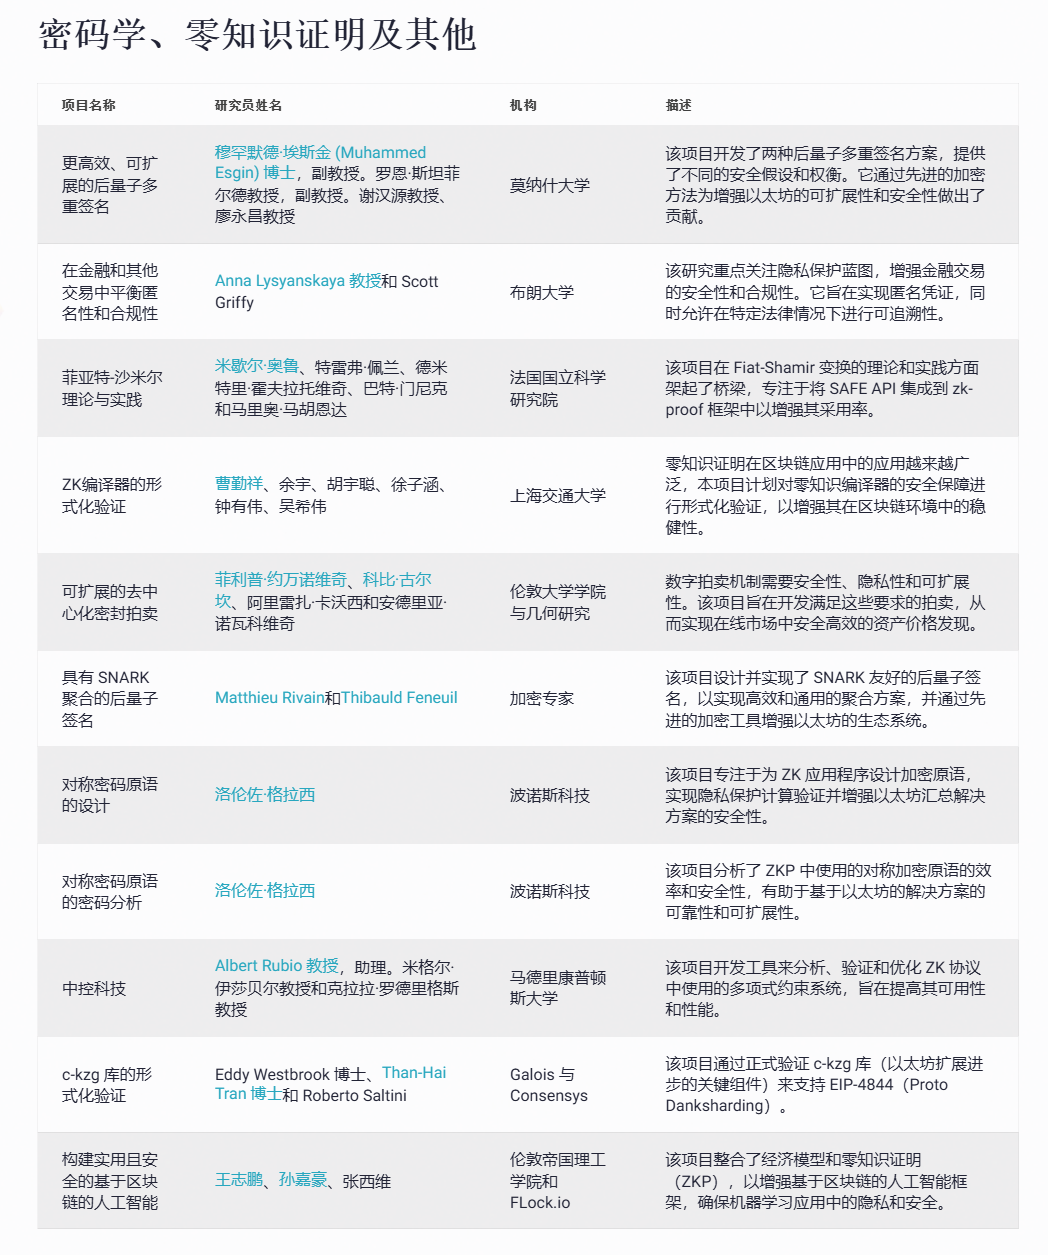 密码学、零知识证明及其他
项目名称
研究员姓名
机构
描述
更高效、可扩
展的后量子多
重签名
穆罕默德·埃斯金 (Muhammed
Esgin) 博士，副教授。罗恩·斯坦菲
尔德教授，副教授。谢汉源教授、
廖永昌教授
莫纳什大学
该项目开发了两种后量子多重签名方案，提供
了不同的安全假设和权衡。它通过先进的加密
方法为增强以太坊的可扩展性和安全性做出了
贡献。
在金融和其他
交易中平衡匿
名性和合规性
Anna Lysyanskaya 教授和 Scott
Griffy
布朗大学
该研究重点关注隐私保护蓝图，增强金融交易
的安全性和合规性。它旨在实现匿名凭证，同
时允许在特定法律情况下进行可追溯性。
菲亚特-沙米尔
理论与实践
米歇尔·奥鲁、特雷弗·佩兰、德米
特里·霍夫拉托维奇、巴特·门尼克
和马里奥·马胡恩达
法国国立科学
研究院
该项目在 Fiat-Shamir 变换的理论和实践方面
架起了桥梁，专注于将 SAFE API 集成到 zk-
proof 框架中以增强其采用率。
ZK编译器的形
式化验证
曹勤祥、余宇、胡宇聪、徐子涵、
钟有伟、吴希伟
上海交通大学
零知识证明在区块链应用中的应用越来越广
泛，本项目计划对零知识编译器的安全保障进
行形式化验证，以增强其在区块链环境中的稳
健性。
可扩展的去中
心化密封拍卖
菲利普·约万诺维奇、科比·古尔
坎、阿里雷扎·卡沃西和安德里亚·
诺瓦科维奇
伦敦大学学院
与几何研究
数字拍卖机制需要安全性、隐私性和可扩展
性。该项目旨在开发满足这些要求的拍卖，从
而实现在线市场中安全高效的资产价格发现。
具有 SNARK
聚合的后量子
签名
Matthieu Rivain和Thibauld Feneuil
加密专家
该项目设计并实现了 SNARK 友好的后量子签
名，以实现高效和通用的聚合方案，并通过先
进的加密工具增强以太坊的生态系统。
对称密码原语
的设计
洛伦佐·格拉西
波诺斯科技
该项目专注于为 ZK 应用程序设计加密原语，
实现隐私保护计算验证并增强以太坊汇总解决
方案的安全性。
对称密码原语
的密码分析
洛伦佐·格拉西
波诺斯科技
该项目分析了 ZKP 中使用的对称加密原语的效
率和安全性，有助于基于以太坊的解决方案的
可靠性和可扩展性。
中控科技
Albert Rubio 教授，助理。米格尔·
伊莎贝尔教授和克拉拉·罗德里格斯
教授
马德里康普顿
斯大学
该项目开发工具来分析、验证和优化 ZK 协议
中使用的多项式约束系统，旨在提高其可用性
和性能。
c-kzg 库的形
式化验证
Eddy Westbrook 博士、Than-Hai
Tran 博士和 Roberto Saltini
Galois 与
Consensys
该项目通过正式验证 c-kzg 库（以太坊扩展进
步的关键组件）来支持 EIP-4844（Proto
Danksharding）。
构建实用且安
全的基于区块
链的人工智能
王志鹏、孙嘉豪、张西维
伦敦帝国理工
学院和
FLock.io
该项目整合了经济模型和零知识证明
（ZKP），以增强基于区块链的人工智能框
架，确保机器学习应用中的隐私和安全。